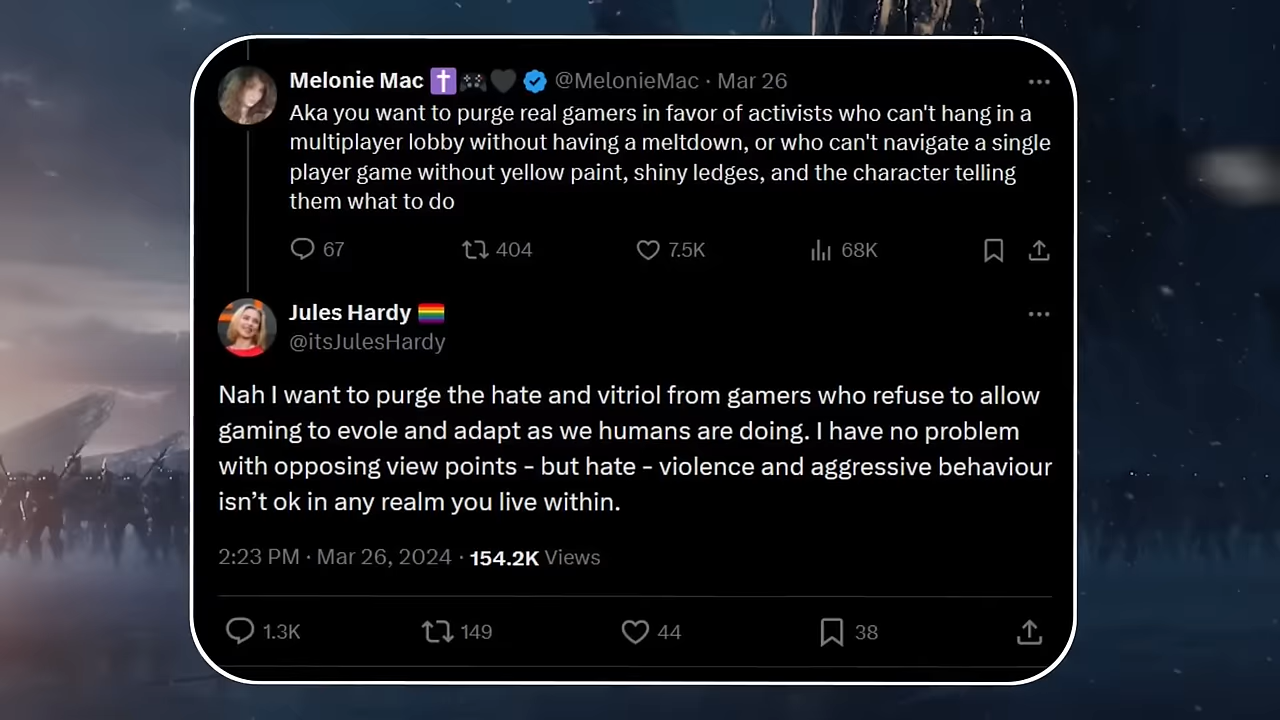 Melonie Mac ✝️🎮🖤 @MelonieMac · Mar 26
Aka you want to purge real gamers in favor of activists who can't hang in a
multiplayer lobby without having a meltdown, or who can't navigate a single
player game without yellow paint, shiny ledges, and the character telling
them what to do
67 404 7.5K 68K
Jules Hardy 🏳️‍🌈
@itsJulesHardy
Nah I want to purge the hate and vitriol from gamers who refuse to allow
gaming to evole and adapt as we humans are doing. I have no problem
with opposing view points - but hate - violence and aggressive behaviour
isn’t ok in any realm you live within.
2:23 PM · Mar 26, 2024 · 154.2K Views
1.3K 149 44 38